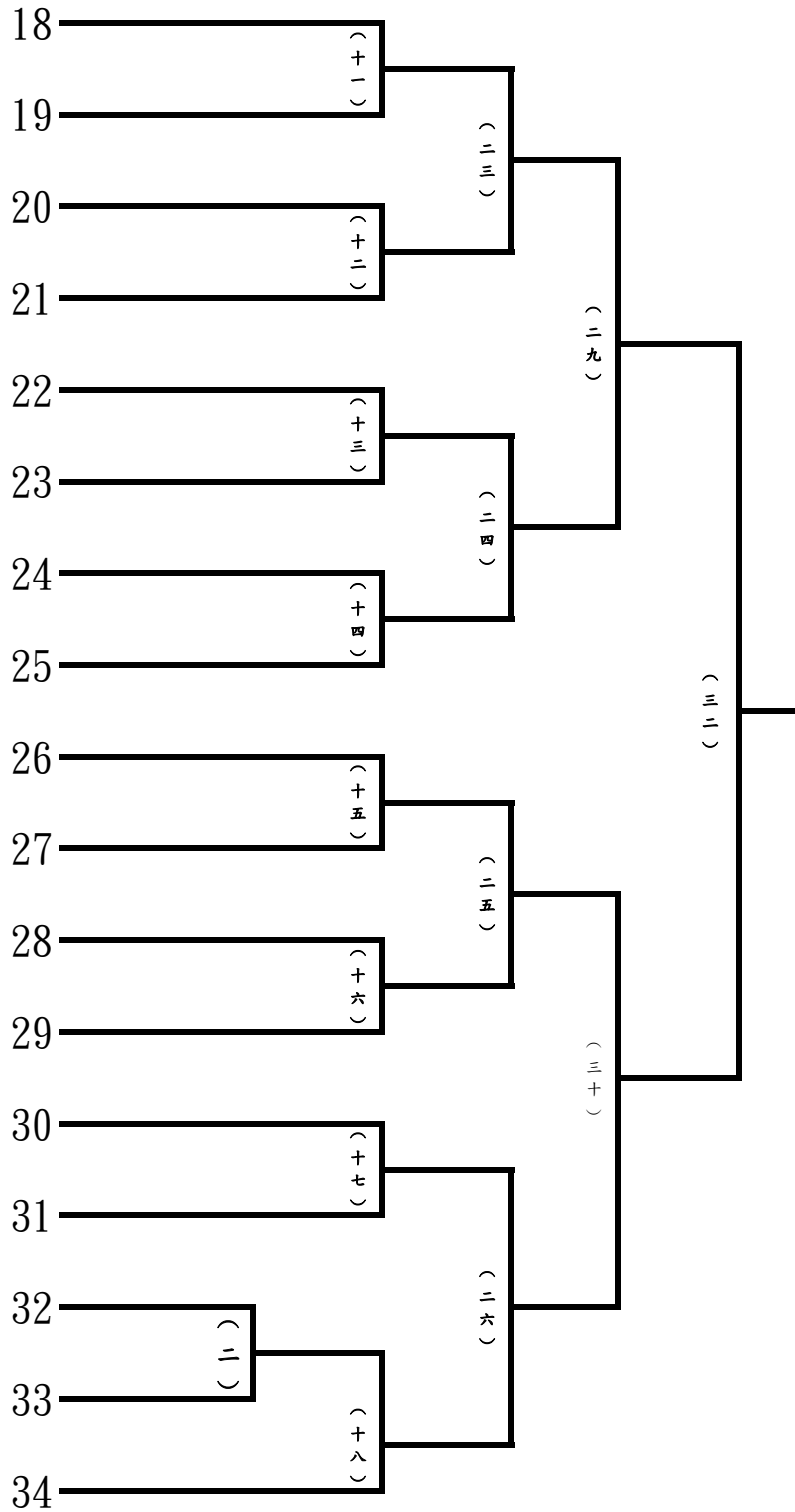 18
19
20
21
22
23
24
25
26
27
28
29
30
31
32
33
34
(二)
(十一)
(十二)
(十三)
(十四)
(十五)
(十六)
(十七)
(十八)
(二三)
(二四)
(二五)
(二六)
(二九)
(三十)
(三二)